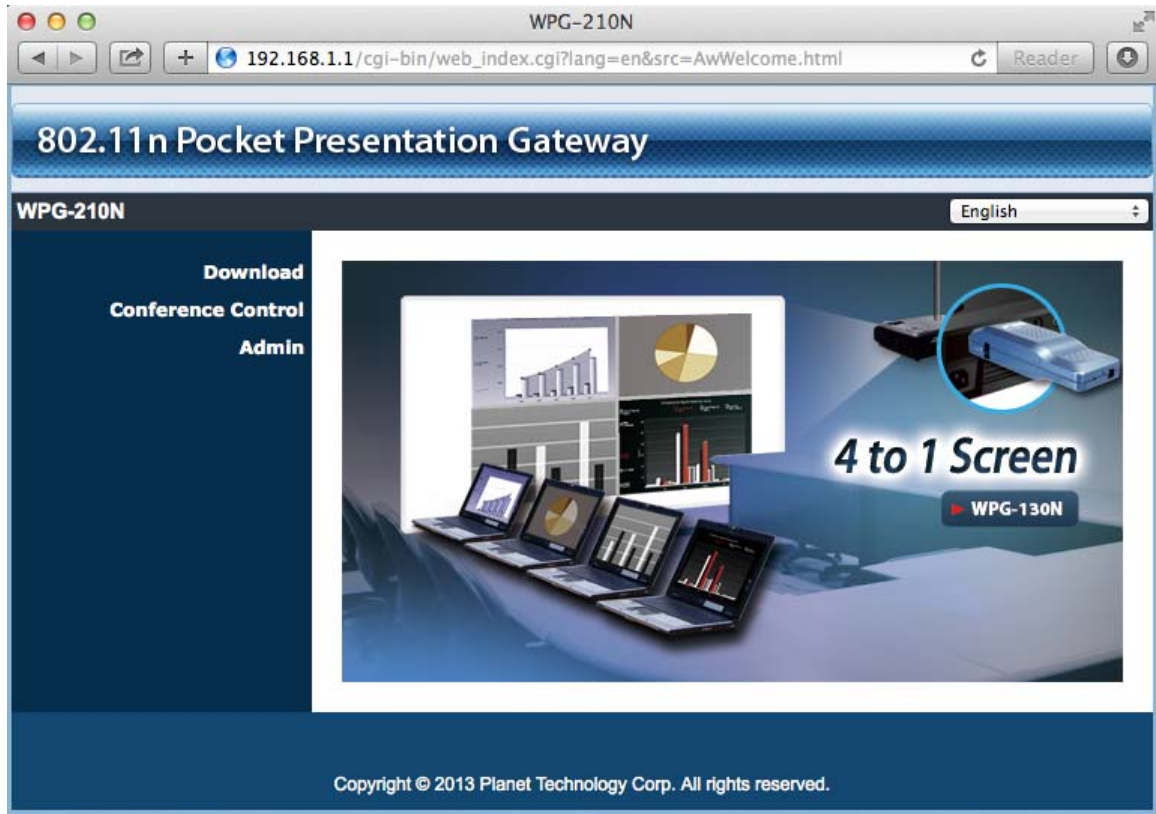 WPG-210N
192.168.1.1/cgi-bin/web_index.cgi?lang=en&src=AwWelcome.html
Reader
802.11n Pocket Presentation Gateway
WPG-210N
English
Download
Conference Control
Admin
4 to 1 Screen
WPG-130N
Copyright © 2013 Planet Technology Corp. All rights reserved.